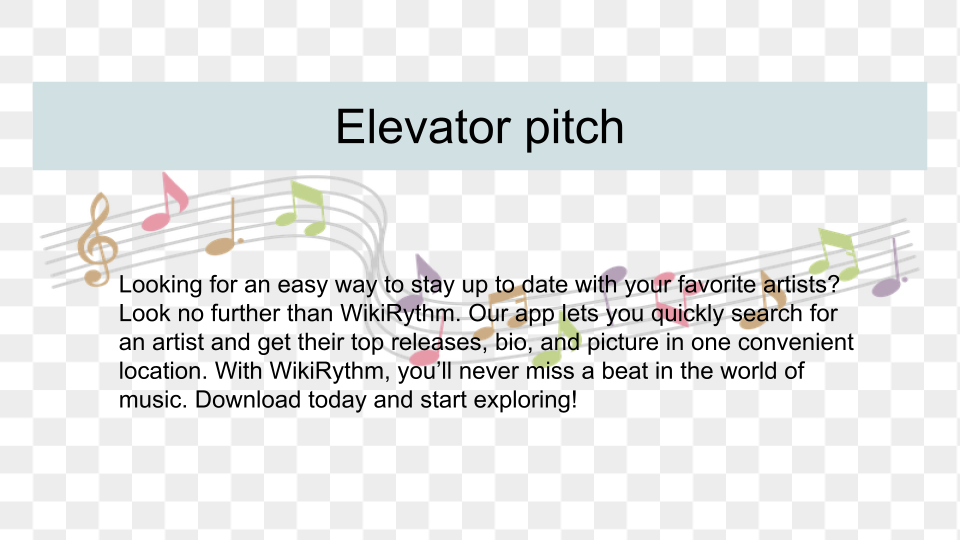 Elevator pitch
Looking for an easy way to stay up to date with your favorite artists?
Look no further than WikiRythm. Our app lets you quickly search for
an artist and get their top releases, bio, and picture in one convenient
location. With WikiRythm, you’ll never miss a beat in the world of
music. Download today and start exploring!